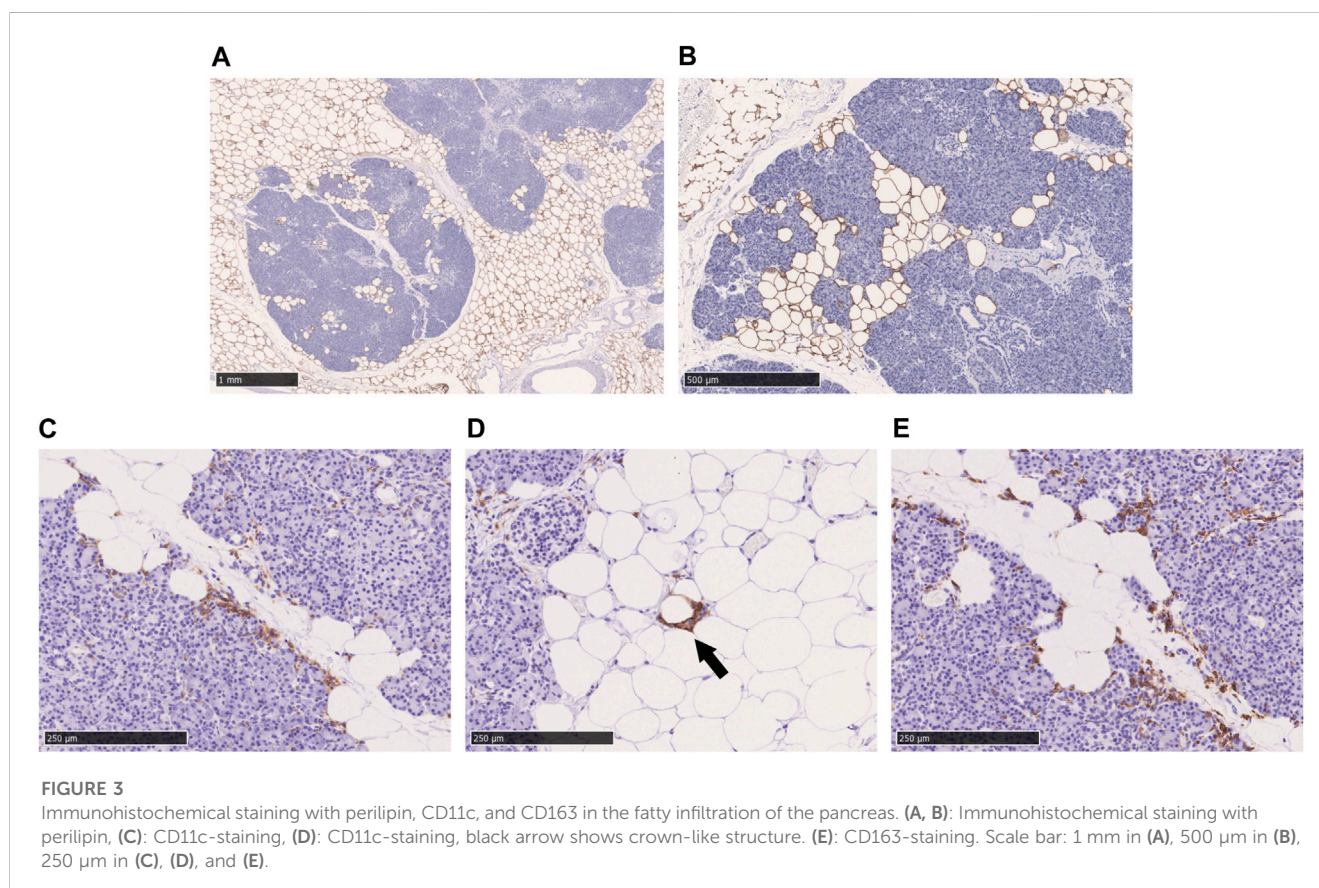 A
B
1 mm
500 µm
C
D
E
250 µm
250 µm
250 µm
FIGURE 3
Immunohistochemical staining with perilipin, CD11c, and CD163 in the fatty infiltration of the pancreas. (A, B): Immunohistochemical staining with
perilipin, (C): CD11c-staining, (D): CD11c-staining, black arrow shows crown-like structure. (E): CD163-staining. Scale bar: 1 mm in (A), 500 µm in (B),
250 µm in (C), (D), and (E).